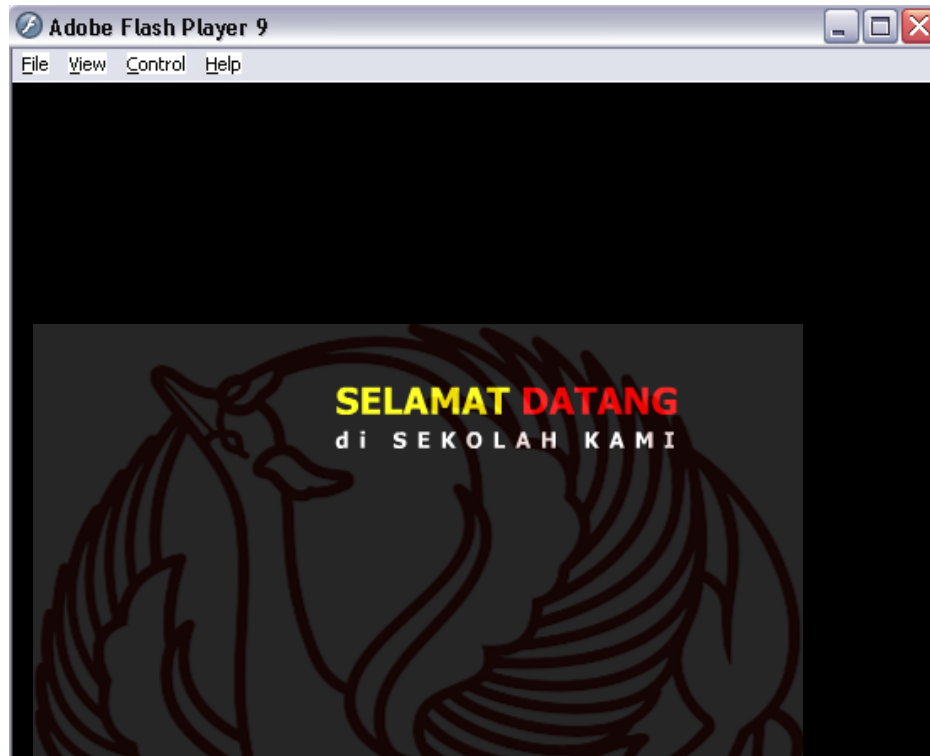 Adobe Flash Player 9
File View Control Help
SELAMAT DATANG
di SEKOLAH KAMI